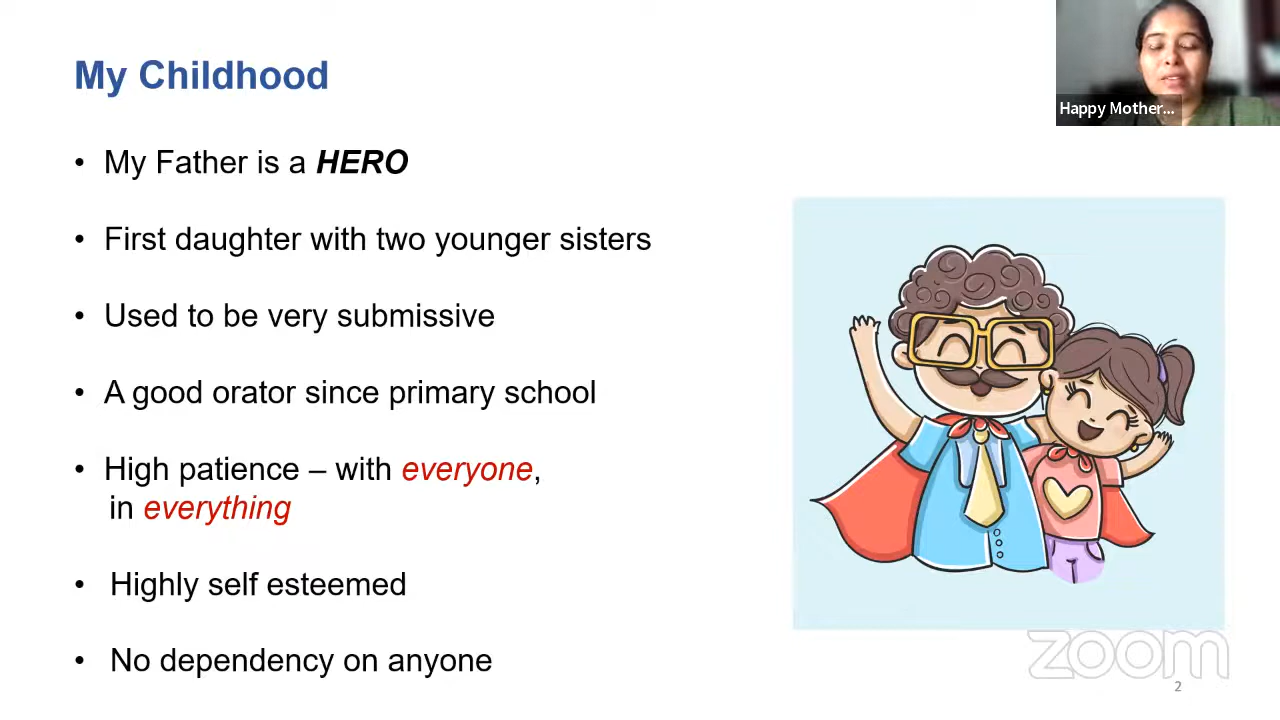 My Childhood
Happy Mother...
• My Father is a HERO
• First daughter with two younger sisters
• Used to be very submissive
• A good orator since primary school
• High patience – with everyone,
in everything
• Highly self esteemed
• No dependency on anyone
zoom
2